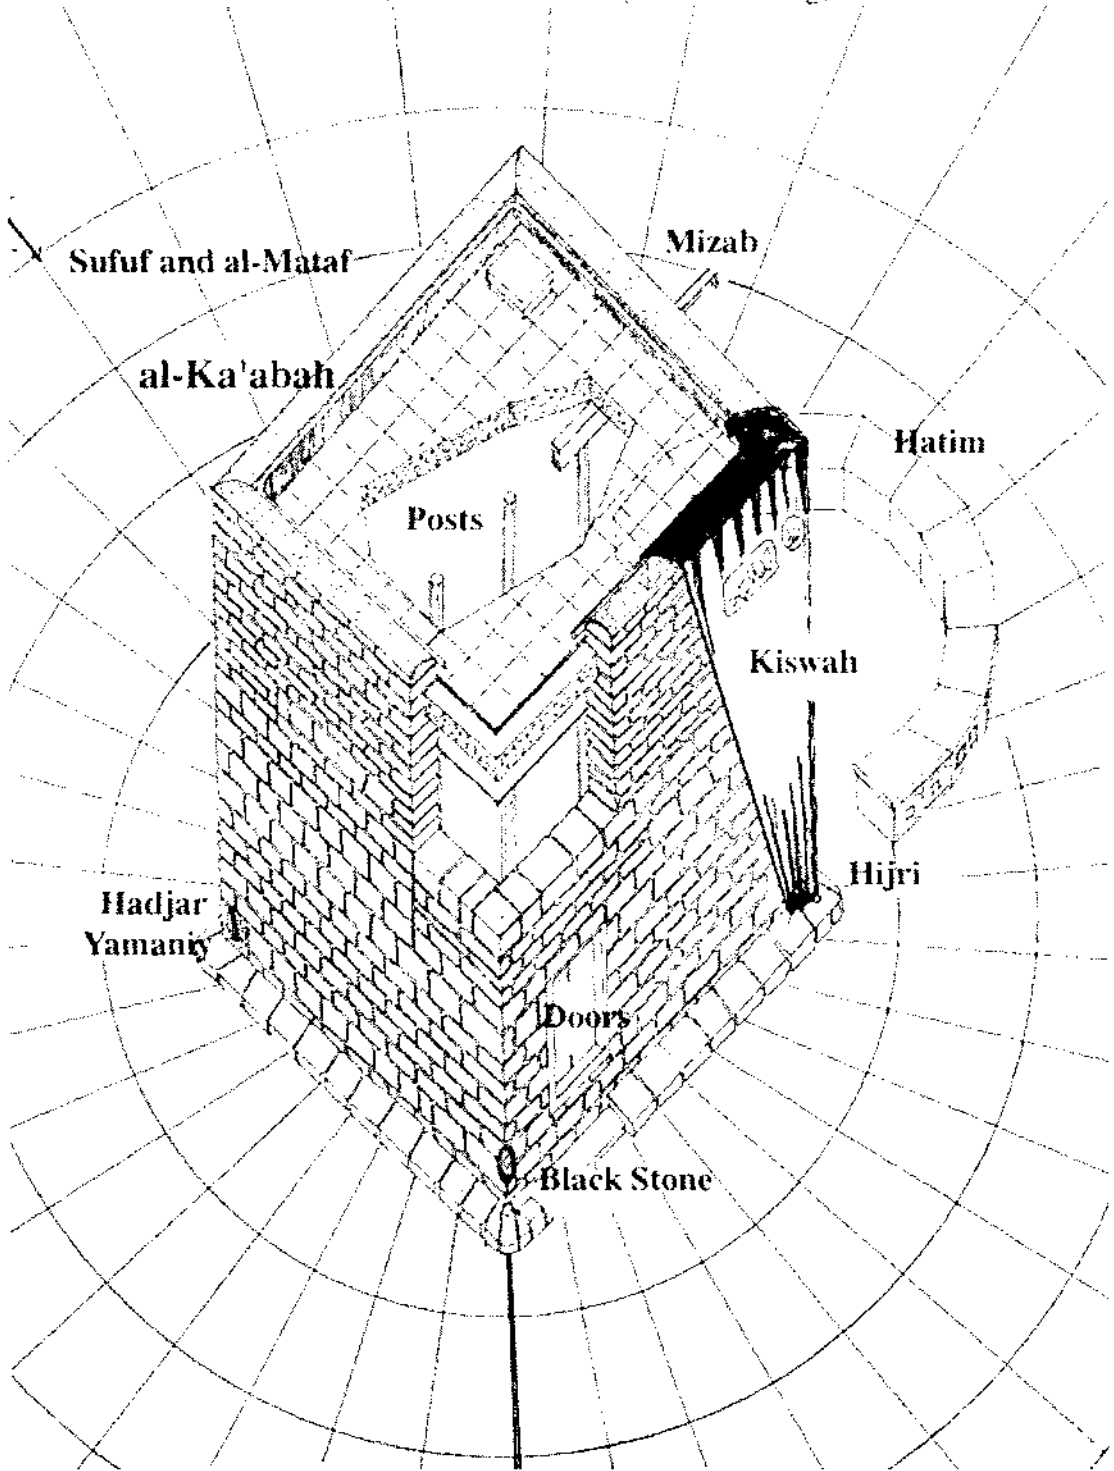 Mizab
Sufuf and al-Mataf
al-Ka'abah
Hatim
Posts
Kiswah
Hijri
Hadjar
Yamaniy
Doors
Black Stone